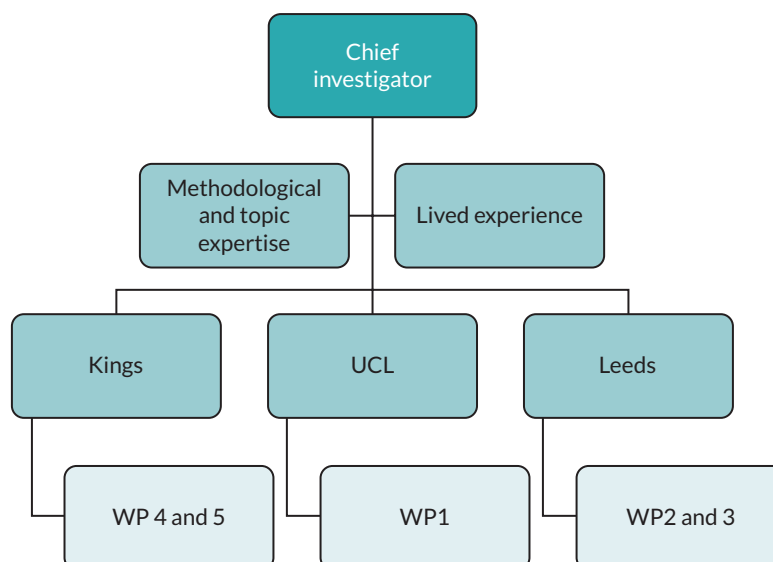 Chief
investigator
Methodological
and topic
expertise
Lived experience
Kings
UCL
Leeds
WP 4 and 5
WP1
WP2 and 3